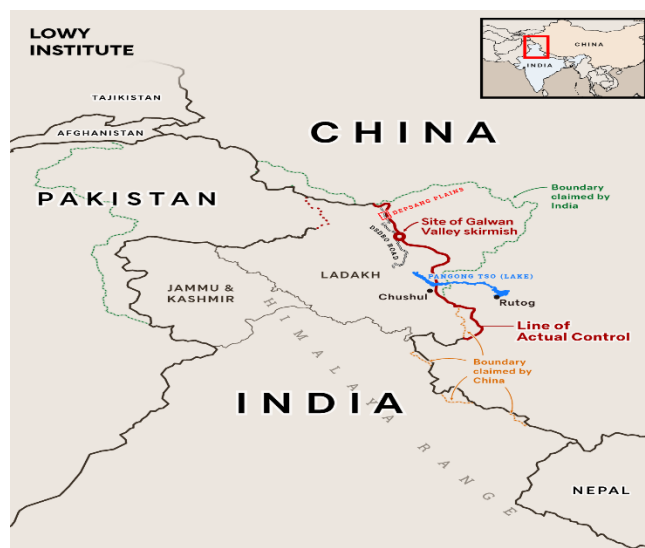 LOWY
INSTITUTE
CHINA
INDIA
TAJIKISTAN
AFGHANISTAN
CHINA
PAKISTAN
Boundary
claimed by
India
DEPSANG PLAINS
Site of Galwan
Valley skirmish
DSDBO ROAD
LADAKH
PANGONG TSO (LAKE)
JAMMU &
KASHMIR
Chushul
Rutog
Line of
Actual Control
Boundary
claimed by
China
HIMALAYA RANGE
INDIA
NEPAL